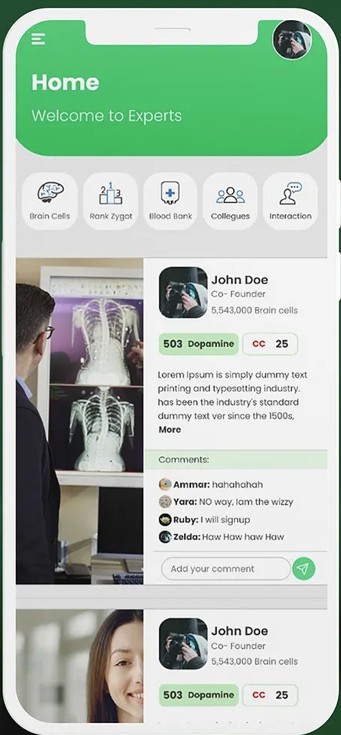 Home
Welcome to Experts
Brain Cells
Rank Zygot
Blood Bank
Collegues
Interaction
John Doe
Co- Founder
5,543,000 Brain cells
503 Dopamine
CC 25
Lorem Ipsum is simply dummy text
printing and typesetting industry.
has been the industry's standard
dummy text ver since the 1500s,
More
Comments:
Ammar: hahahahah
Yara: NO way, Iam the wizzy
Ruby: I will signup
Zelda: Haw Haw haw Haw
Add your comment
John Doe
Co- Founder
5,543,000 Brain cells
503 Dopamine
CC 25